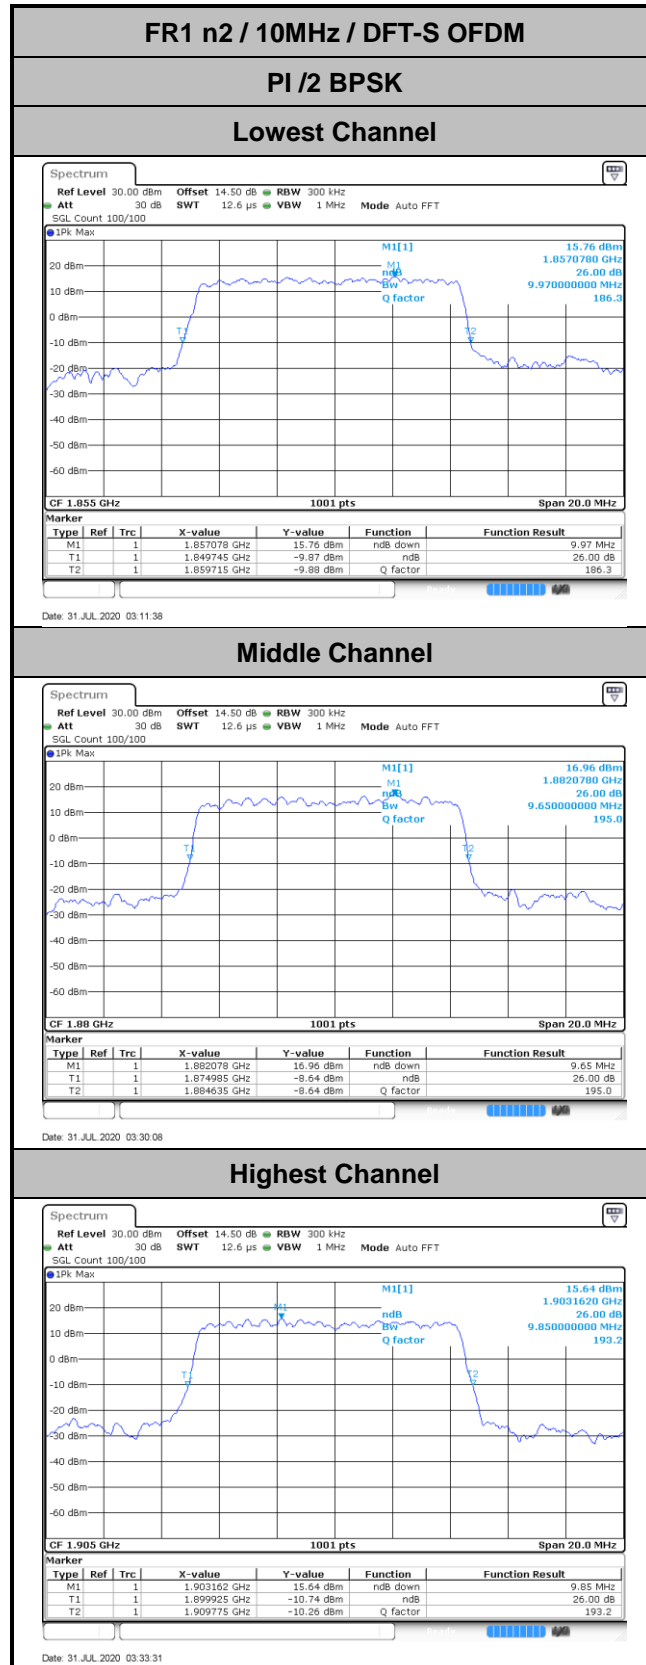 FR1 n2 / 10MHz / DFT-S OFDM
PI /2 BPSK
Lowest Channel
Spectrum
Ref Level 30.00 dBm Offset 14.50 dB RBW 300 kHz
Att 30 dB SWT 12.6 µs VBW 1 MHz Mode Auto FFT
SGL Count 100/100
1Pk Max
M1[1] 15.76 dBm
1.8570780 GHz
ndB 26.00 dB
Bw 9.970000000 MHz
Q factor 186.3
M1
T1
T2
20 dBm
10 dBm
0 dBm
-10 dBm
-20 dBm
-30 dBm
-40 dBm
-50 dBm
-60 dBm
CF 1.855 GHz 1001 pts Span 20.0 MHz
Marker
Type Ref Trc X-value Y-value Function Function Result
M1 1 1.857078 GHz 15.76 dBm ndB down 9.97 MHz
T1 1 1.849745 GHz -9.87 dBm ndB 26.00 dB
T2 1 1.859715 GHz -9.88 dBm Q factor 186.3
Date: 31.JUL.2020 03:11:38
Middle Channel
Spectrum
Ref Level 30.00 dBm Offset 14.50 dB RBW 300 kHz
Att 30 dB SWT 12.6 µs VBW 1 MHz Mode Auto FFT
SGL Count 100/100
1Pk Max
M1[1] 16.96 dBm
1.8820780 GHz
ndB 26.00 dB
Bw 9.650000000 MHz
Q factor 195.0
M1
T1
T2
20 dBm
10 dBm
0 dBm
-10 dBm
-20 dBm
-30 dBm
-40 dBm
-50 dBm
-60 dBm
CF 1.88 GHz 1001 pts Span 20.0 MHz
Marker
Type Ref Trc X-value Y-value Function Function Result
M1 1 1.882078 GHz 16.96 dBm ndB down 9.65 MHz
T1 1 1.874985 GHz -8.64 dBm ndB 26.00 dB
T2 1 1.884635 GHz -8.64 dBm Q factor 195.0
Date: 31.JUL.2020 03:30:08
Highest Channel
Spectrum
Ref Level 30.00 dBm Offset 14.50 dB RBW 300 kHz
Att 30 dB SWT 12.6 µs VBW 1 MHz Mode Auto FFT
SGL Count 100/100
1Pk Max
M1[1] 15.64 dBm
1.9031620 GHz
ndB 26.00 dB
Bw 9.850000000 MHz
Q factor 193.2
M1
T1
T2
20 dBm
10 dBm
0 dBm
-10 dBm
-20 dBm
-30 dBm
-40 dBm
-50 dBm
-60 dBm
CF 1.905 GHz 1001 pts Span 20.0 MHz
Marker
Type Ref Trc X-value Y-value Function Function Result
M1 1 1.903162 GHz 15.64 dBm ndB down 9.85 MHz
T1 1 1.899925 GHz -10.74 dBm ndB 26.00 dB
T2 1 1.909775 GHz -10.26 dBm Q factor 193.2
Date: 31.JUL.2020 03:33:31